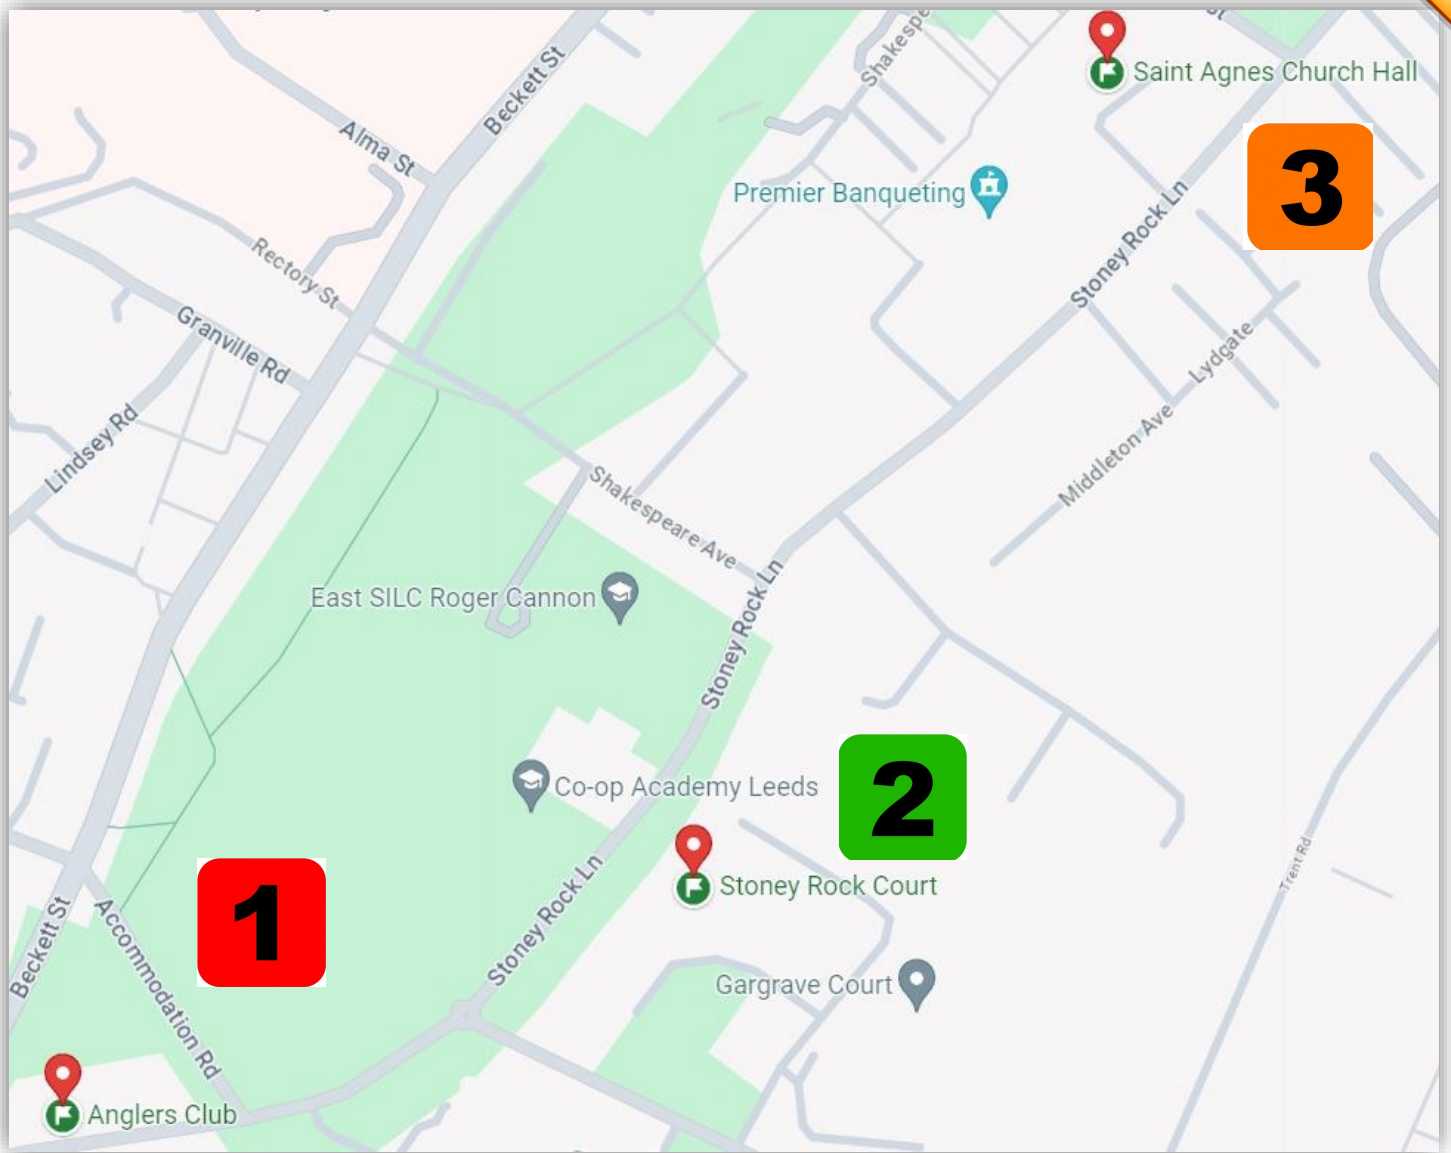 Saint Agnes Church Hall
Shakespe
St
Beckett St
Alma St
3
Premier Banqueting
Stoney Rock Ln
Rectory St
Granville Rd
Lydgate
Lindsey Rd
Middleton Ave
Shakespeare Ave
East SILC Roger Cannon
Stoney Rock Ln
Co-op Academy Leeds
2
Trent Rd
Stoney Rock Court
1
Stoney Rock Ln
Beckett St
Accommodation Rd
Gargrave Court
Anglers Club